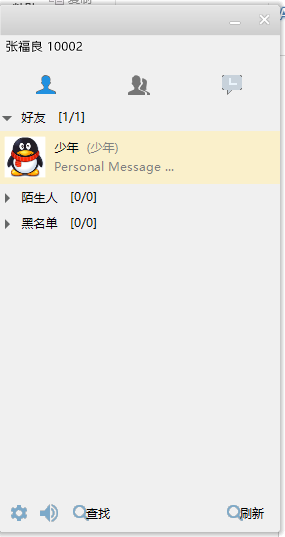 张福良 10002
好友 [1/1]
少年 (少年)
Personal Message ...
陌生人 [0/0]
黑名单 [0/0]
查找 刷新